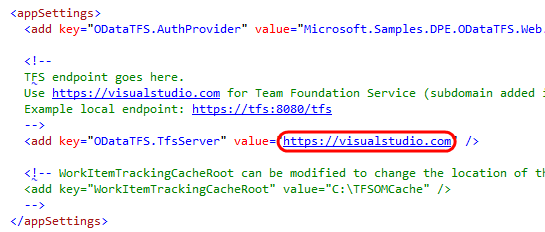 <appSettings>
<add key="ODataTFS.AuthProvider" value="Microsoft.Samples.DPE.ODataTFS.Web.
<!--
TFS endpoint goes here.
Use https://visualstudio.com for Team Foundation Service (subdomain added i
Example local endpoint: https://tfs:8080/tfs
-->
<add key="ODataTFS.TfsServer" value="https://visualstudio.com" />
<!-- WorkItemTrackingCacheRoot can be modified to change the location of th
<add key="WorkItemTrackingCacheRoot" value="C:\TFSOMCache" />
-->
</appSettings>